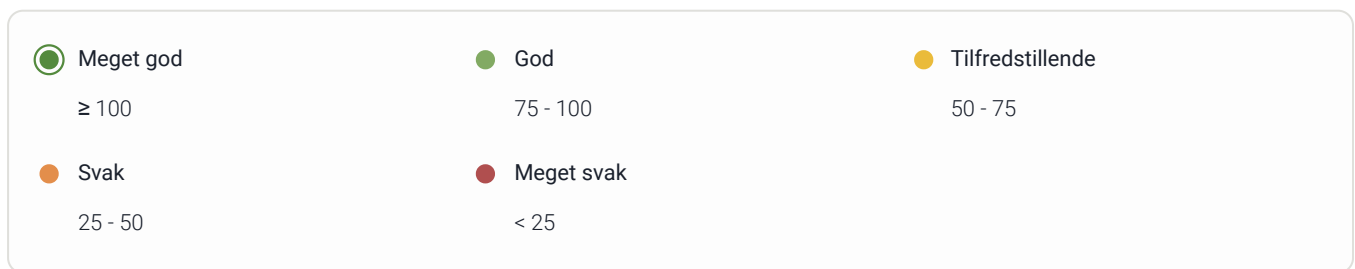 Meget god
God
Tilfredstillende
≥ 100
75 - 100
50 - 75
Svak
Meget svak
25 - 50
< 25